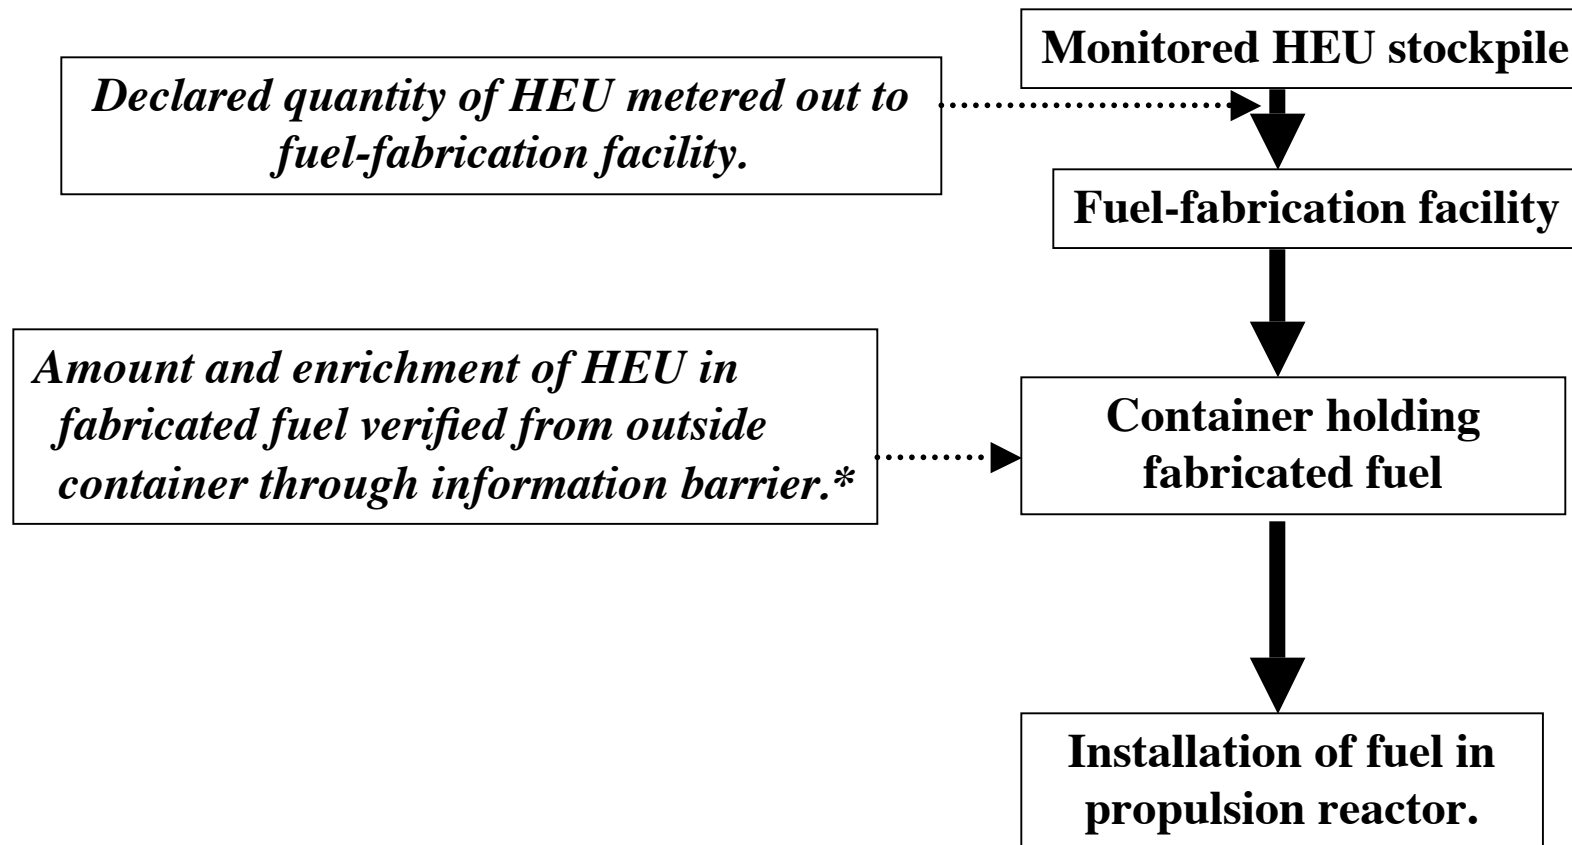 Monitored HEU stockpile
Declared quantity of HEU metered out to
fuel-fabrication facility.
Fuel-fabrication facility
Amount and enrichment of HEU in
fabricated fuel verified from outside
container through information barrier.*
Container holding
fabricated fuel
Installation of fuel in
propulsion reactor.